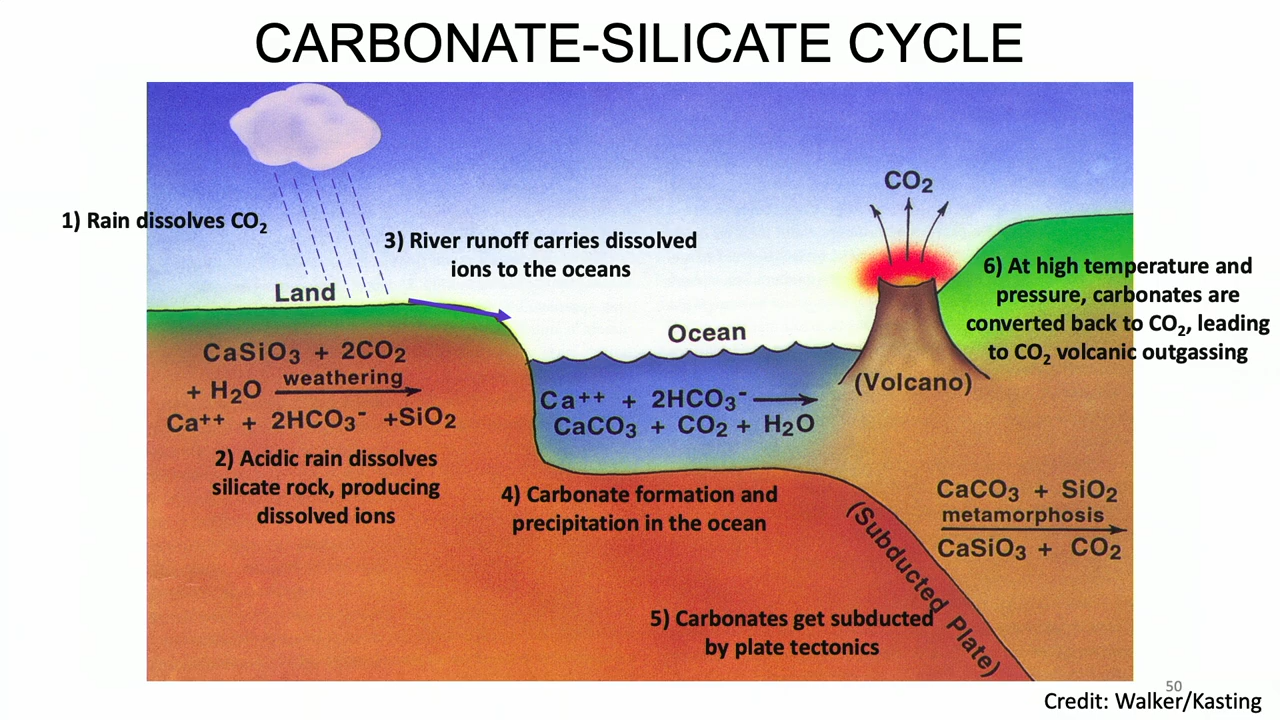 CARBONATE-SILICATE CYCLE
1) Rain dissolves CO₂
3) River runoff carries dissolved
ions to the oceans
CO₂
6) At high temperature and
pressure, carbonates are
converted back to CO₂, leading
to CO₂ volcanic outgassing
Land
Ocean
(Volcano)
CaSiO₃ + 2CO₂
+ H₂O weathering
Ca⁺⁺ + 2HCO₃⁻ +SiO₂
2) Acidic rain dissolves
silicate rock, producing
dissolved ions
Ca⁺⁺ + 2HCO₃⁻ →
CaCO₃ + CO₂ + H₂O
4) Carbonate formation and
precipitation in the ocean
CaCO₃ + SiO₂
metamorphosis
CaSiO₃ + CO₂
(Subducted Plate)
5) Carbonates get subducted
by plate tectonics
50
Credit: Walker/Kasting